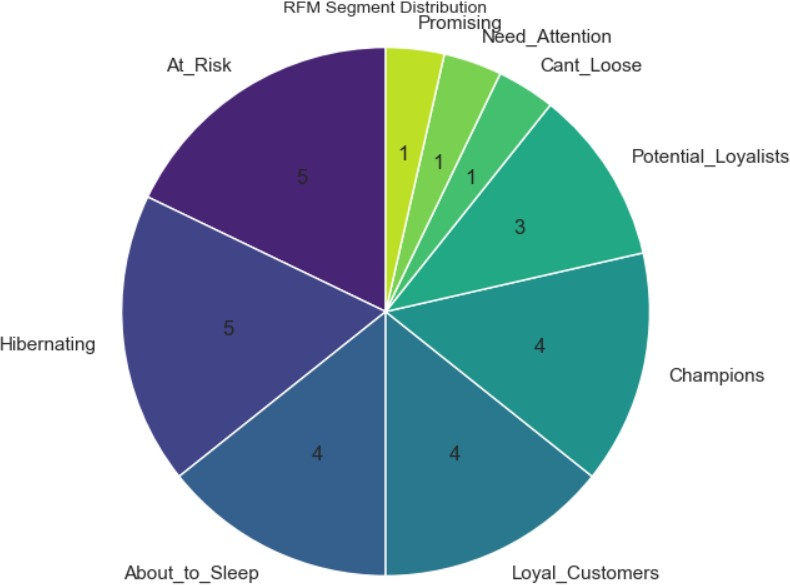 RFM Segment Distribution
Promising
Need_Attention
Cant_Loose
At_Risk
Potential_Loyalists
Hibernating
Champions
About_to_Sleep
Loyal_Customers
1
1
1
5
3
5
4
4
4